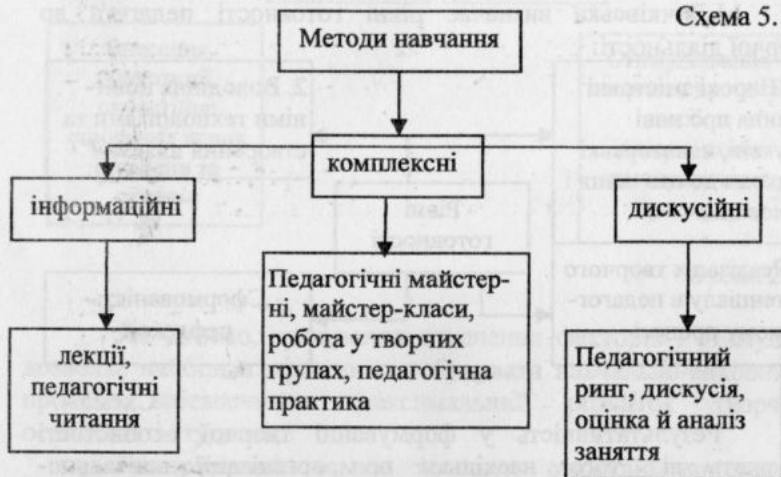 Схема 5.
Методи навчання
комплексні
інформаційні
дискусійні
Педагогічні майстер-
ні, майстер-класи,
робота у творчих
групах, педагогічна
практика
лекції,
педагогічні
читання
Педагогічний
ринг, дискусія,
оцінка й аналіз
заняття